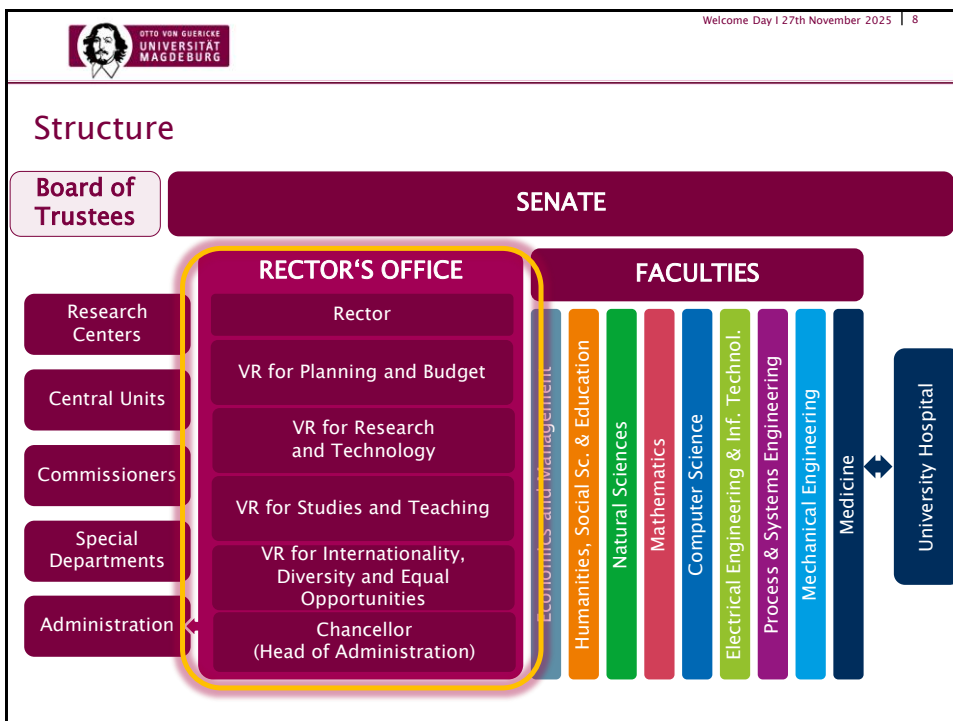 Welcome Day I 27th November 2025 | 8
OTTO VON GUERICKE
UNIVERSITÄT
MAGDEBURG
Structure
Board of
Trustees
SENATE
RECTOR‘S OFFICE
FACULTIES
Research
Centers
Central Units
Commissioners
Special
Departments
Administration
Rector
VR for Planning and Budget
VR for Research
and Technology
VR for Studies and Teaching
VR for Internationality,
Diversity and Equal
Opportunities
Chancellor
(Head of Administration)
Economics and Management
Humanities, Social Sc. & Education
Natural Sciences
Mathematics
Computer Science
Electrical Engineering & Inf. Technol.
Process & Systems Engineering
Mechanical Engineering
Medicine
University Hospital